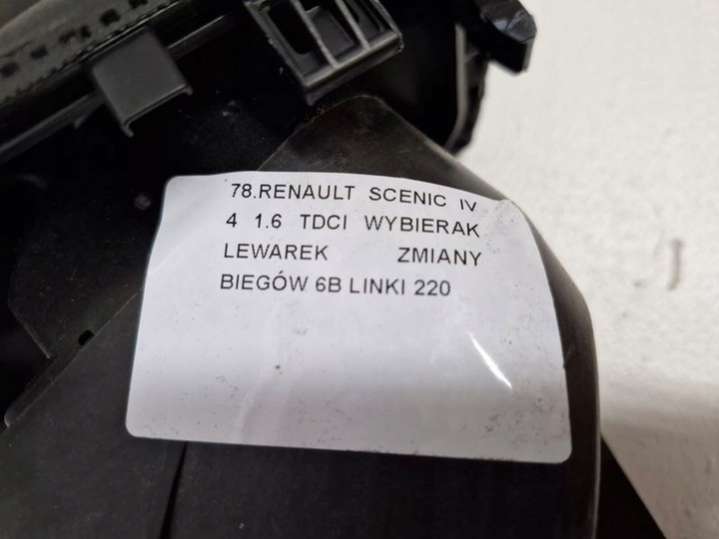 78.RENAULT SCENIC IV
4 1.6 TDCI WYBIERAK
LEWAREK ZMIANY
BIEGÓW 6B LINKI 220